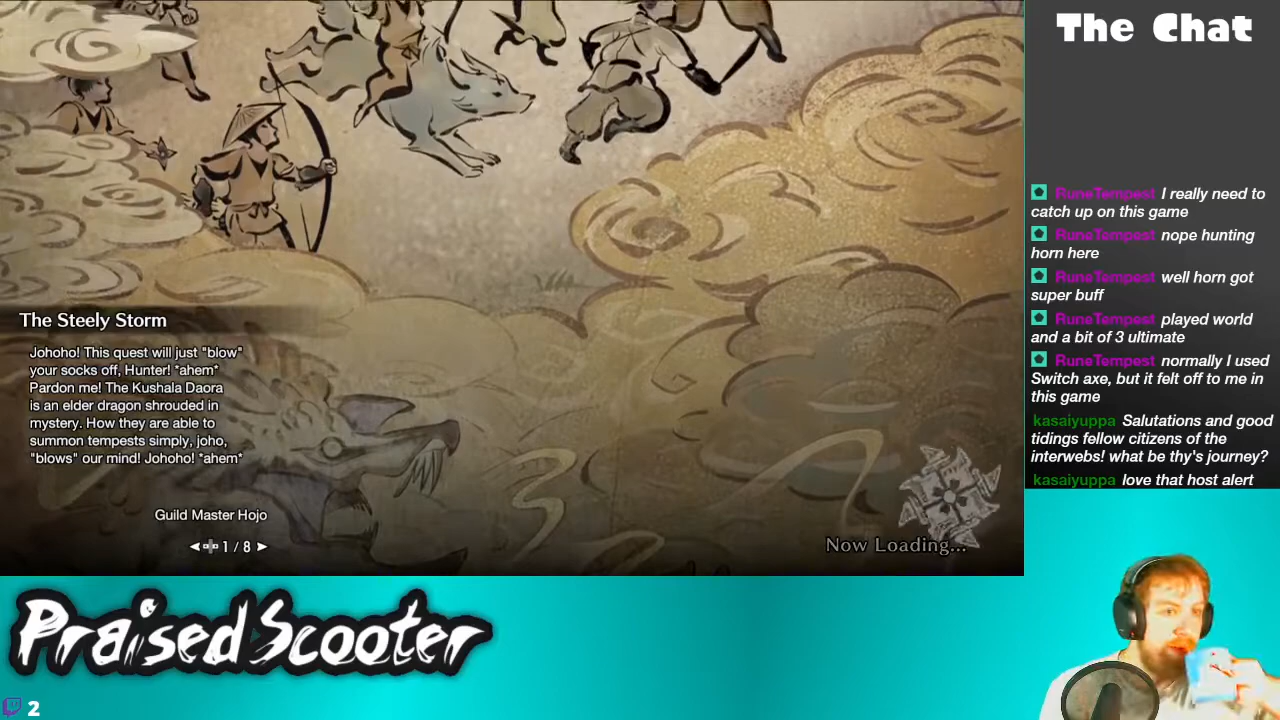 The Chat
RuneTempest I really need to
catch up on this game
RuneTempest nope hunting
horn here
RuneTempest well horn got
super buff
RuneTempest played world
and a bit of 3 ultimate
RuneTempest normally I used
Switch axe, but it felt off to me in
this game
kasaiyuppa Salutations and good
tidings fellow citizens of the
interwebs! what be thy's journey?
kasaiyuppa love that host alert
The Steely Storm
Johoho! This quest will just "blow"
your socks off, Hunter! *ahem*
Pardon me! The Kushala Daora
is an elder dragon shrouded in
mystery. How they are able to
summon tempests simply, joho,
"blows" our mind! Johoho! *ahem*
Guild Master Hojo
1 / 8
Now Loading...
Praised Scooter
2